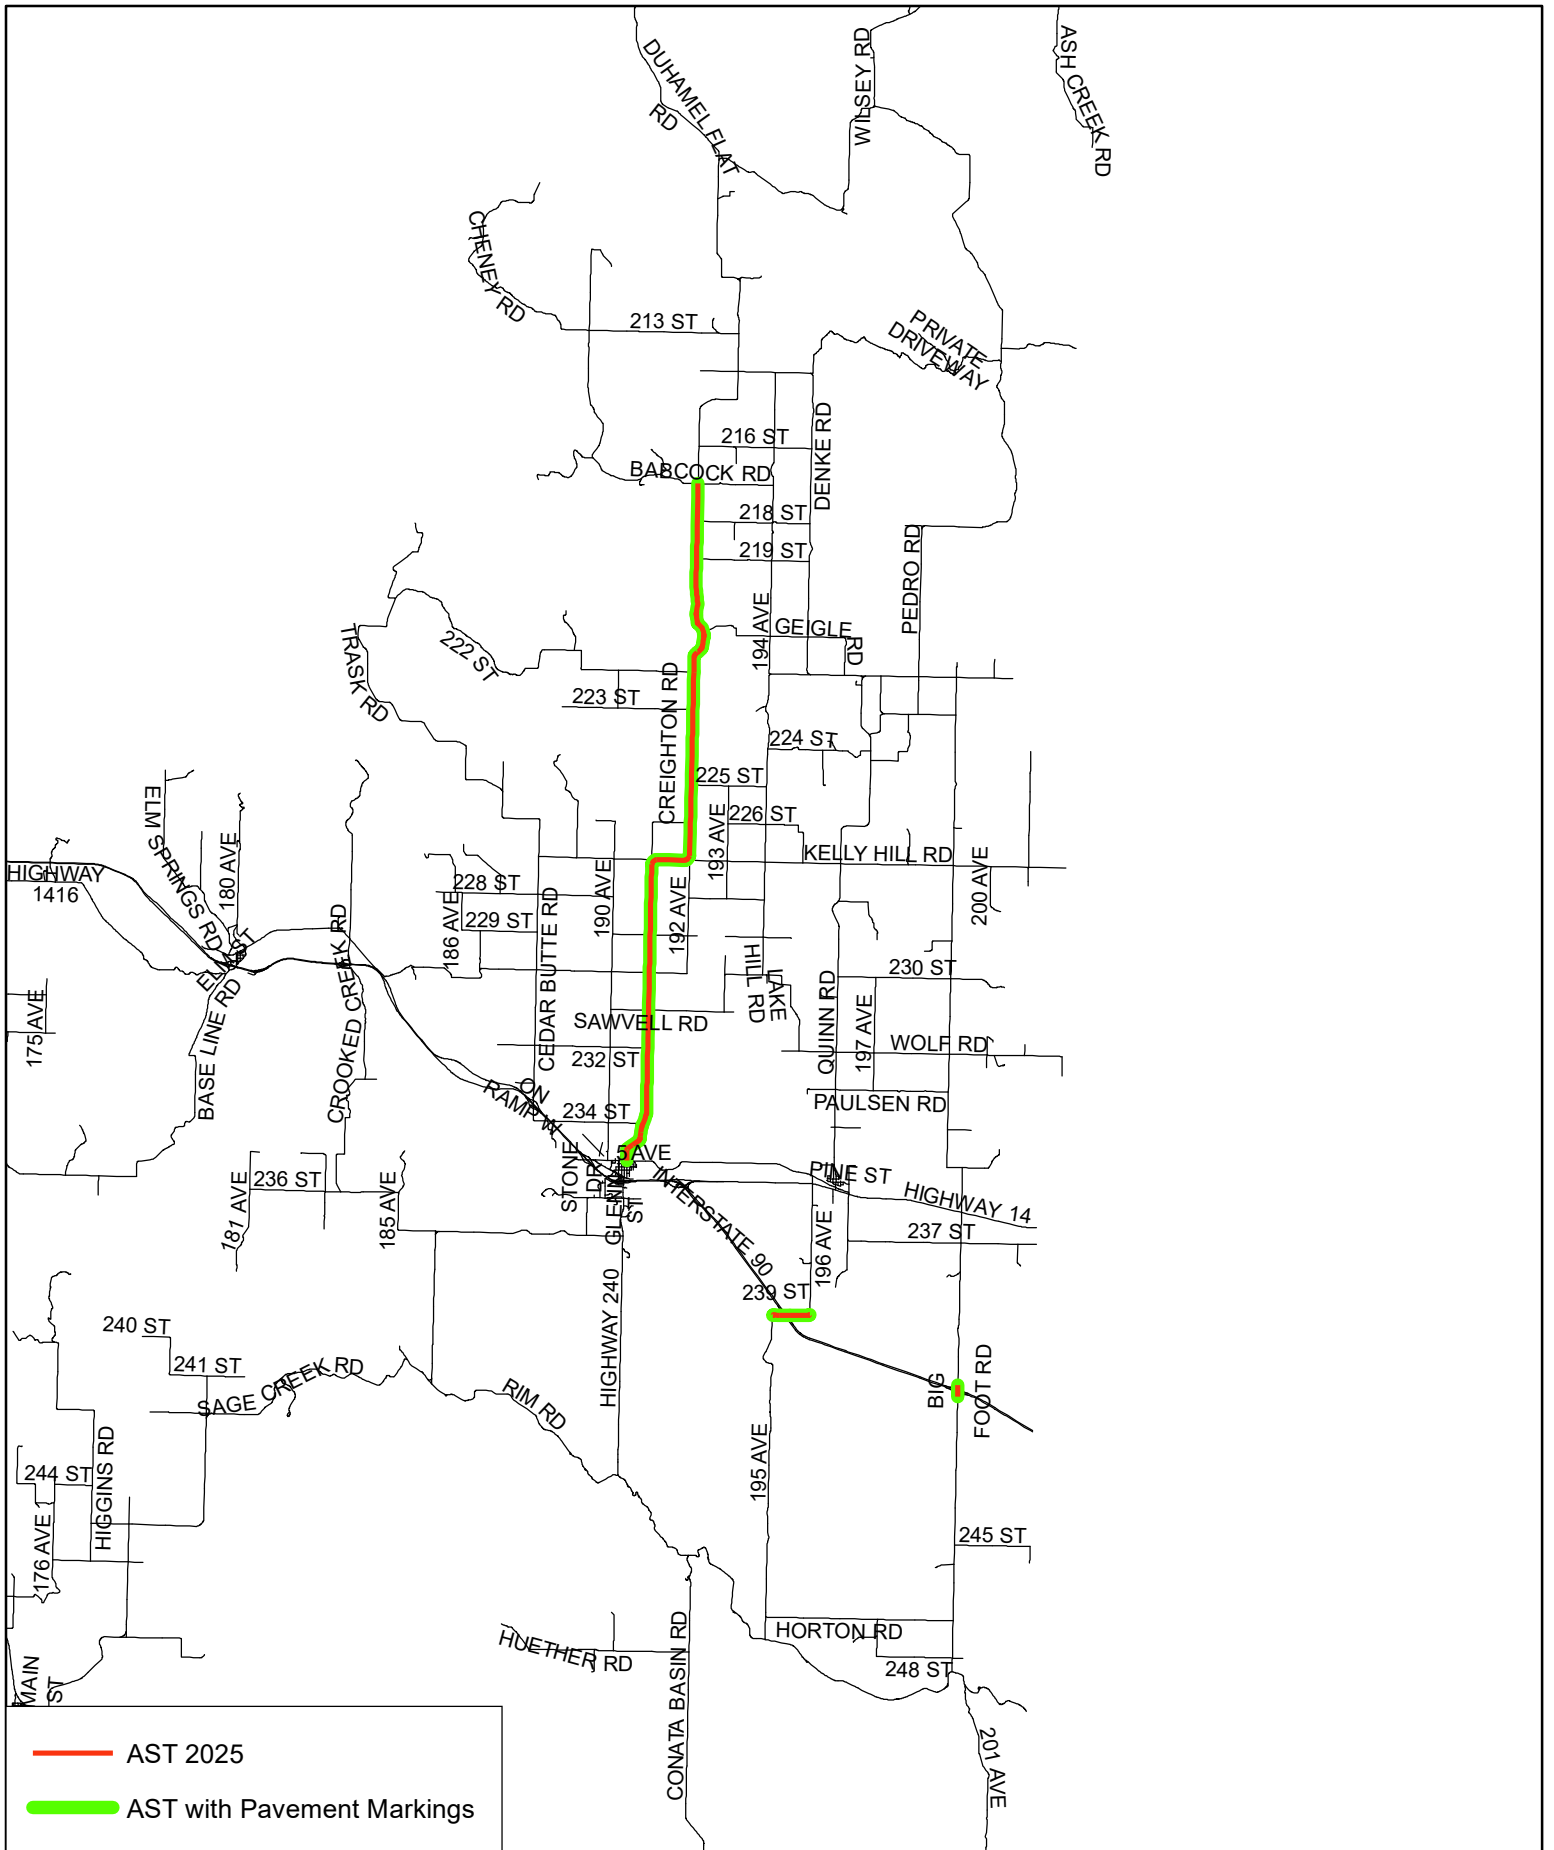 DUHAMEL FLAT
RD
WILSEY RD
ASH CREEK RD
CHENEY RD
213 ST
PRIVATE
DRIVEWAY
216 ST
DENKE RD
BABCOCK RD
218 ST
219 ST
PEDRO RD
194 AVE
GEIGLE
RD
TRASK RD
222 ST
223 ST
CREIGHTON RD
224 ST
225 ST
226 ST
193 AVE
KELLY HILL RD
ELM SPRINGS RD
180 AVE
HIGHWAY
1416
228 ST
229 ST
186 AVE
CEDAR BUTTE RD
190 AVE
192 AVE
200 AVE
ELM ST
CROOKED CREEK RD
BASE LINE RD
175 AVE
HILL RD
LAKE
230 ST
QUINN RD
197 AVE
SAWVELL RD
232 ST
WOLF RD
PAULSEN RD
ON
RAMP W
234 ST
5 AVE
STONE
DR
GLENN
ST
INTERSTATE 90
PINE ST
HIGHWAY 14
236 ST
181 AVE
185 AVE
196 AVE
237 ST
239 ST
HIGHWAY 240
240 ST
241 ST
SAGE CREEK RD
RIM RD
BIG
FOOT RD
195 AVE
244 ST
HIGGINS RD
176 AVE
245 ST
HORTON RD
248 ST
HUETHER RD
CONATA BASIN RD
MAIN
ST
201 AVE
AST 2025
AST with Pavement Markings